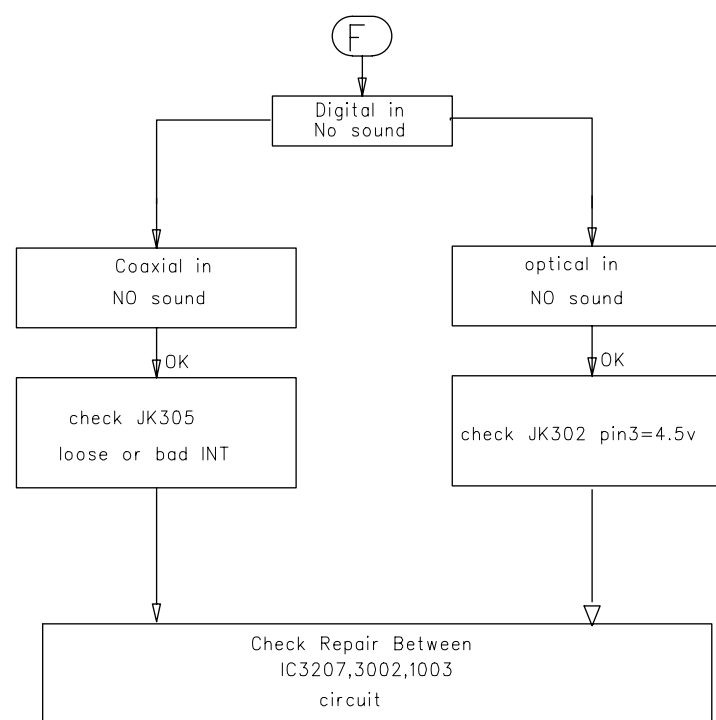 F
Digital in
No sound
Coaxial in
NO sound
optical in
NO sound
OK
OK
check JK305
loose or bad INT
check JK302 pin3=4.5v
Check Repair Between
IC3207,3002,1003
circuit